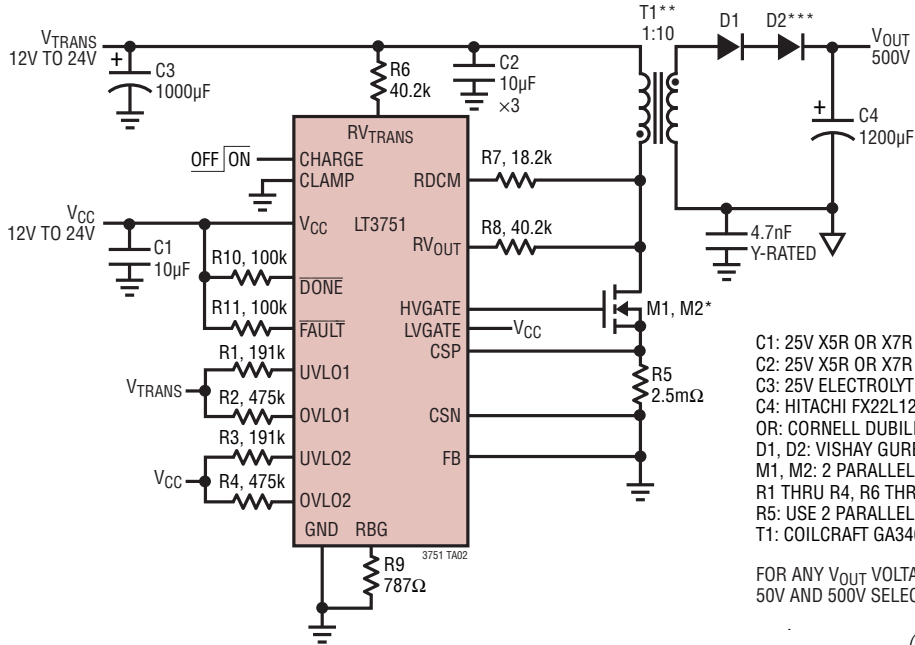 T1**
1:10
D1
D2***
VTRANS
12V TO 24V
+
C3
1000µF
R6
40.2k
C2
10µF
×3
VOUT
500V
+
C4
1200µF
RVTRANS
OFF ON
CHARGE
CLAMP
R7, 18.2k
RDCM
VCC
12V TO 24V
VCC
LT3751
R8, 40.2k
RVOUT
4.7nF
Y-RATED
C1
10µF
R10, 100k
DONE
R11, 100k
FAULT
HVGATE
LVGATE
VCC
M1, M2*
CSP
R1, 191k
UVLO1
VTRANS
R2, 475k
OVLO1
R5
2.5mΩ
CSN
R3, 191k
UVLO2
FB
VCC
R4, 475k
OVLO2
GND
RBG
3751 TA02
R9
787Ω
C1: 25V X5R OR X7R
C2: 25V X5R OR X7R
C3: 25V ELECTROLYT
C4: HITACHI FX22L12
OR: CORNELL DUBILI
D1, D2: VISHAY GURB
M1, M2: 2 PARALLEL
R1 THRU R4, R6 THR
R5: USE 2 PARALLEL
T1: COILCRAFT GA346
FOR ANY VOUT VOLTA
50V AND 500V SELEC